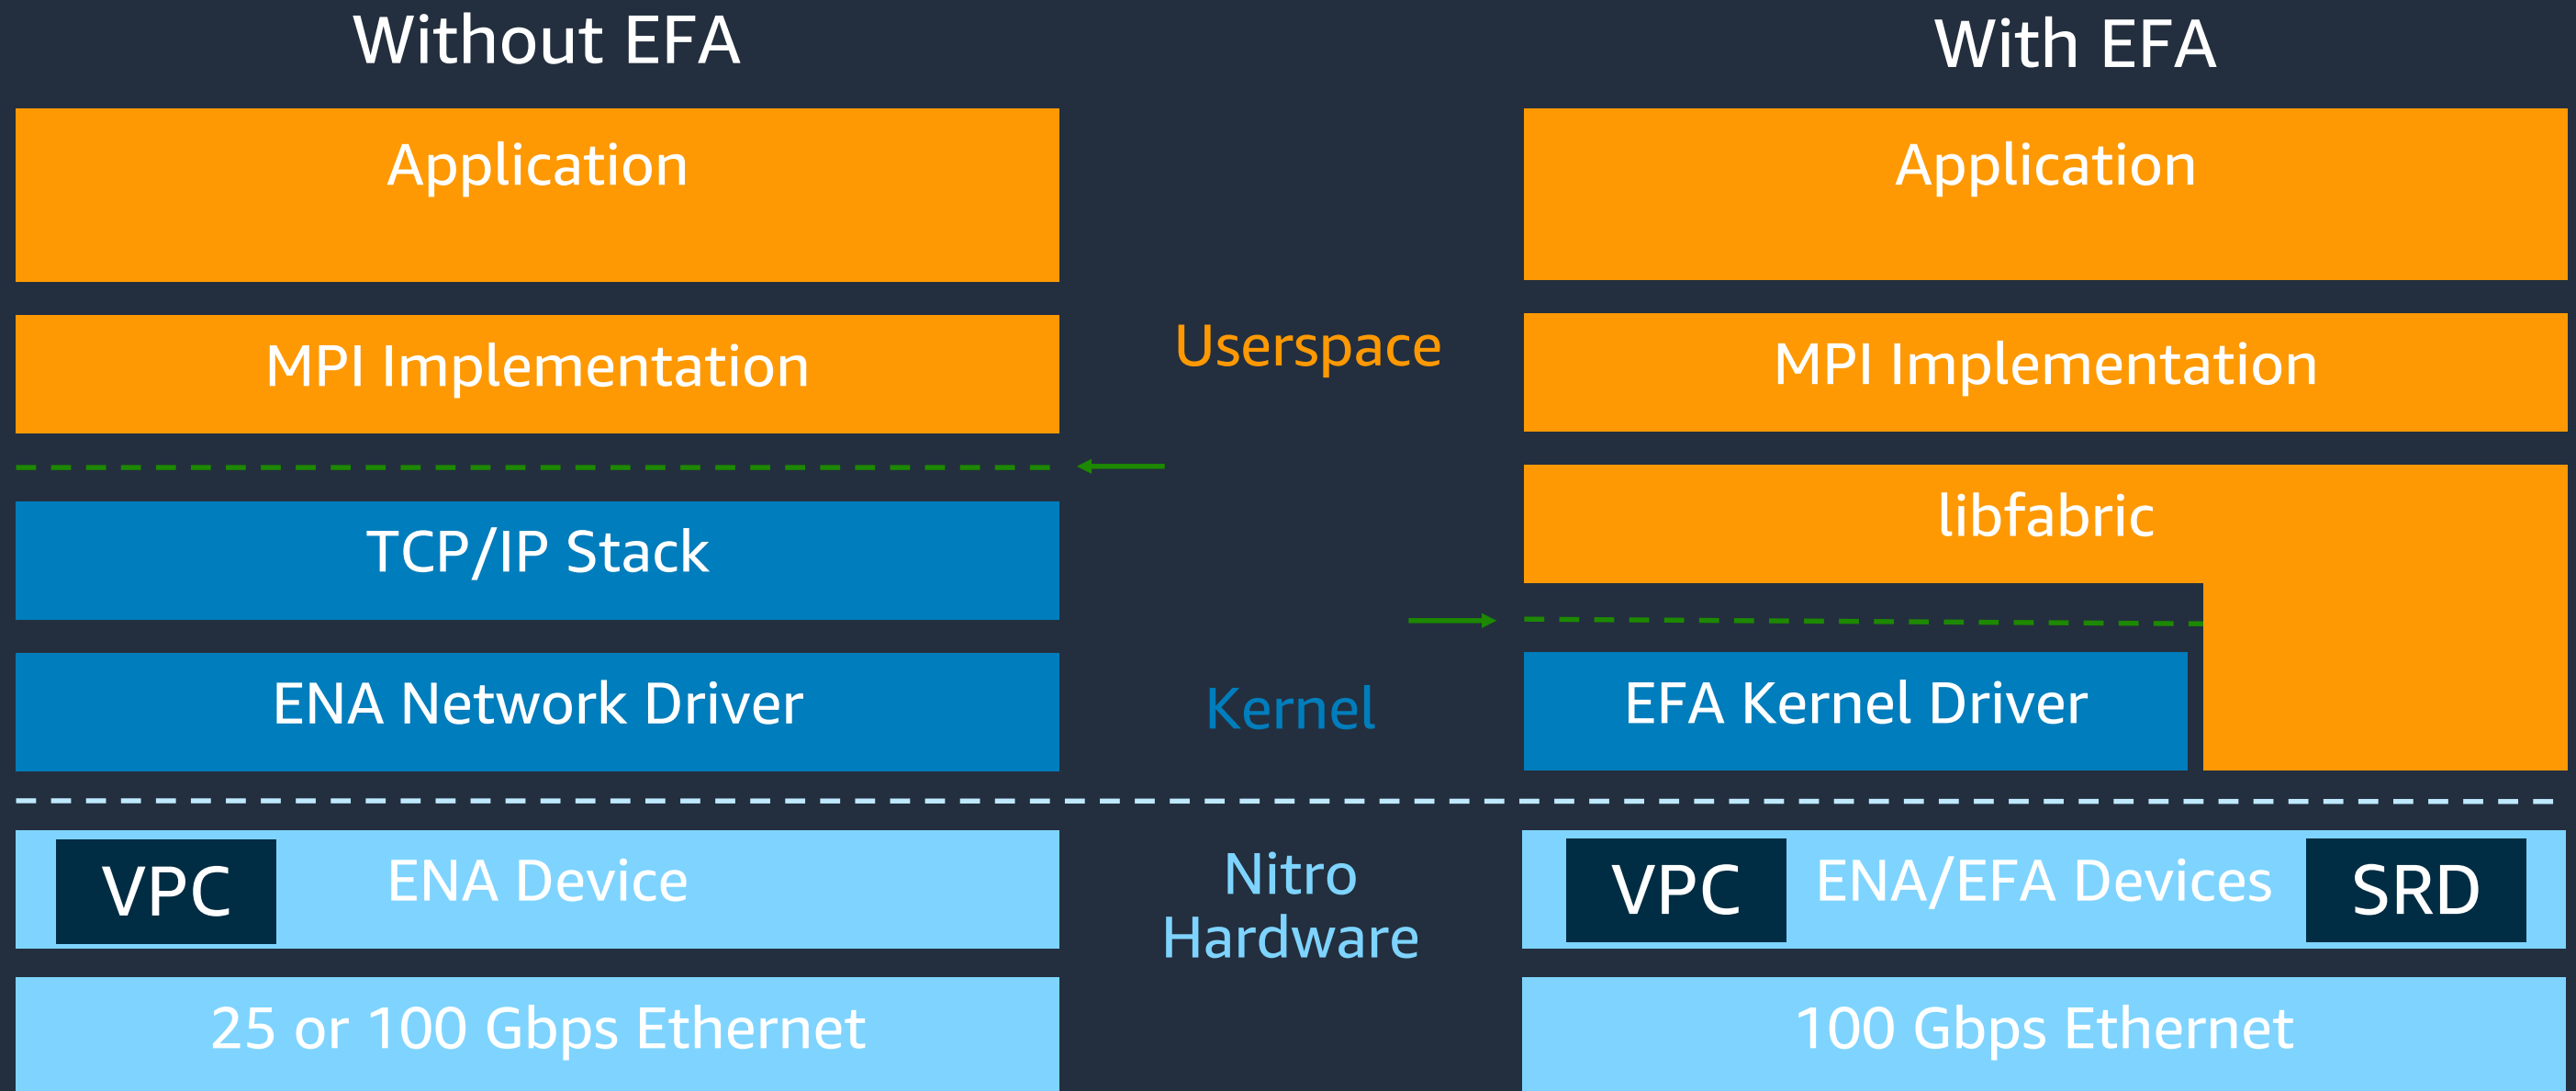 Without EFA
With EFA
Application
MPI Implementation
TCP/IP Stack
ENA Network Driver
VPC
ENA Device
25 or 100 Gbps Ethernet
Userspace
Kernel
Nitro
Hardware
Application
MPI Implementation
libfabric
EFA Kernel Driver
VPC
ENA/EFA Devices
SRD
100 Gbps Ethernet